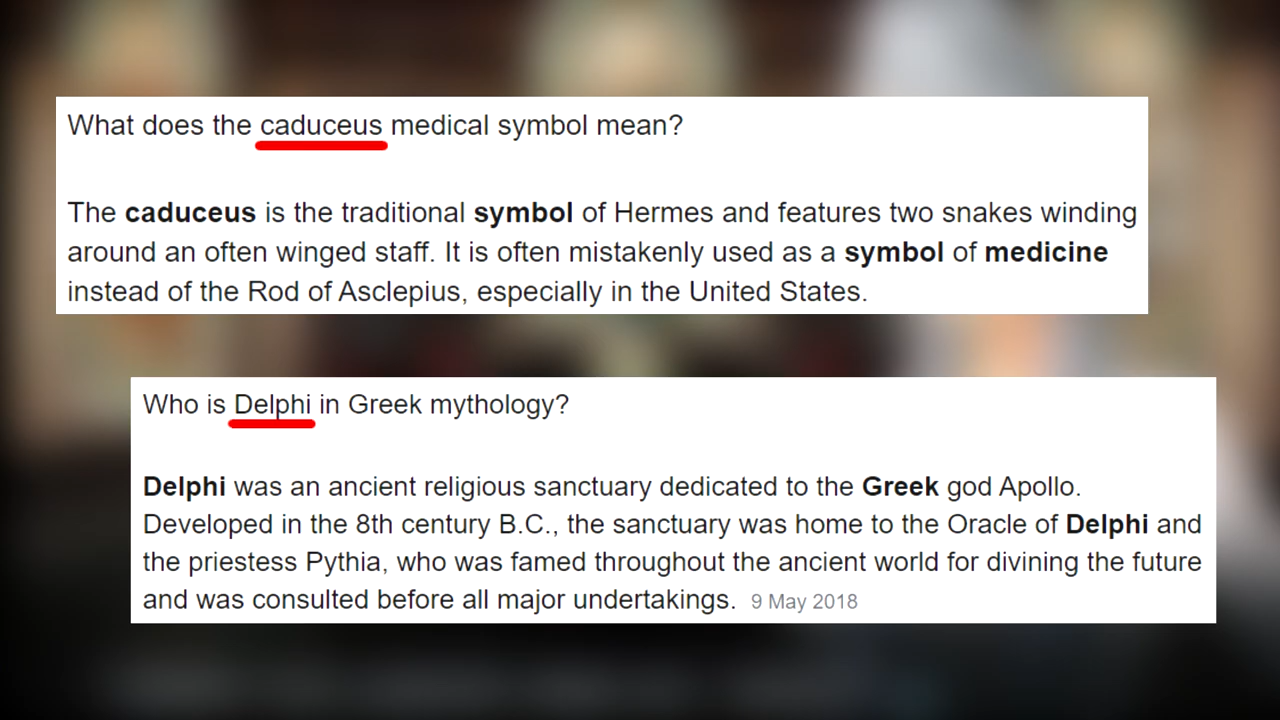 What does the caduceus medical symbol mean?
The caduceus is the traditional symbol of Hermes and features two snakes winding
around an often winged staff. It is often mistakenly used as a symbol of medicine
instead of the Rod of Asclepius, especially in the United States.
Who is Delphi in Greek mythology?
Delphi was an ancient religious sanctuary dedicated to the Greek god Apollo.
Developed in the 8th century B.C., the sanctuary was home to the Oracle of Delphi and
the priestess Pythia, who was famed throughout the ancient world for divining the future
and was consulted before all major undertakings. 9 May 2018